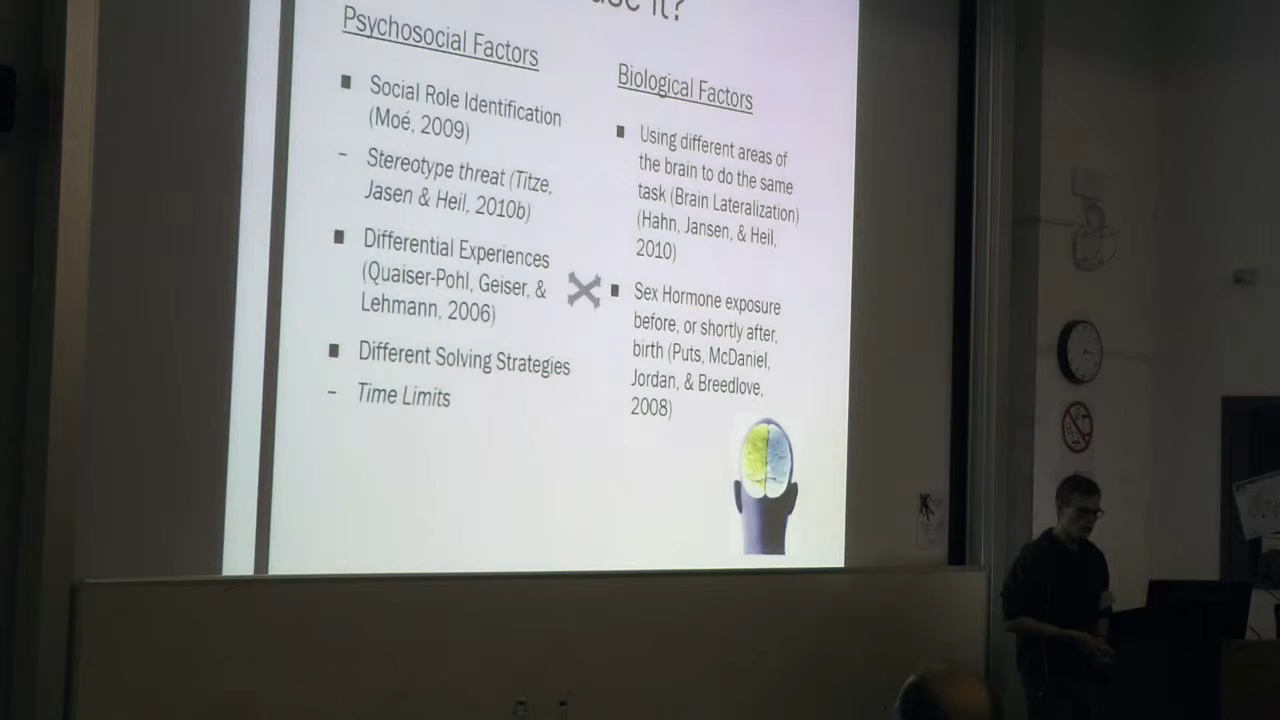 use it?
Psychosocial Factors
■ Social Role Identification
(Moé, 2009)
– Stereotype threat (Titze,
Jasen & Heil, 2010b)
■ Differential Experiences
(Quaiser-Pohl, Geiser, &
Lehmann, 2006)
■ Different Solving Strategies
– Time Limits
Biological Factors
■ Using different areas of
the brain to do the same
task (Brain Lateralization)
(Hahn, Jansen, & Heil,
2010)
■ Sex Hormone exposure
before, or shortly after,
birth (Puts, McDaniel,
Jordan, & Breedlove,
2008)